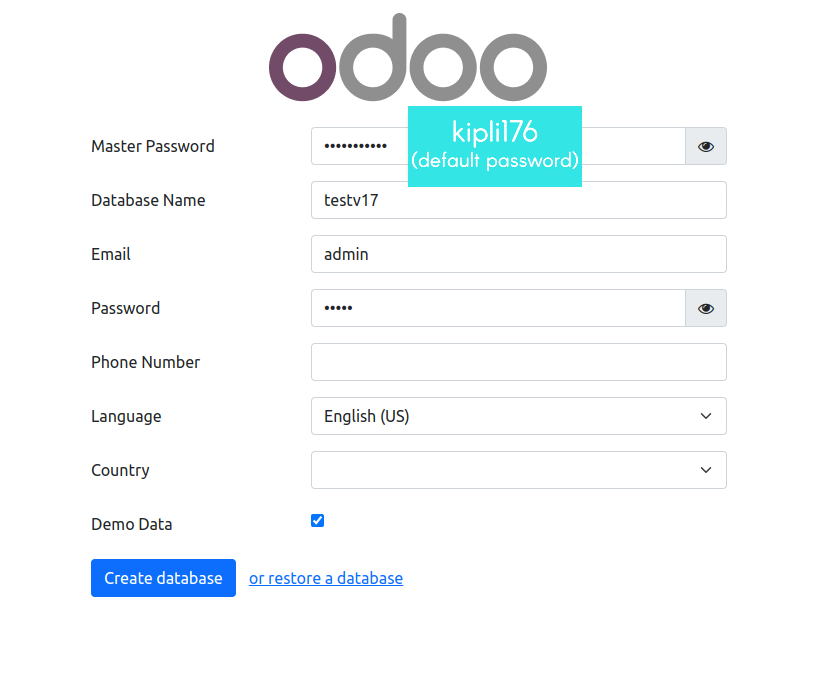 odoo
Master Password •••••••••••
kipli176
(default password)
Database Name testv17
Email admin
Password •••••
Phone Number
Language English (US)
Country
Demo Data
Create database or restore a database